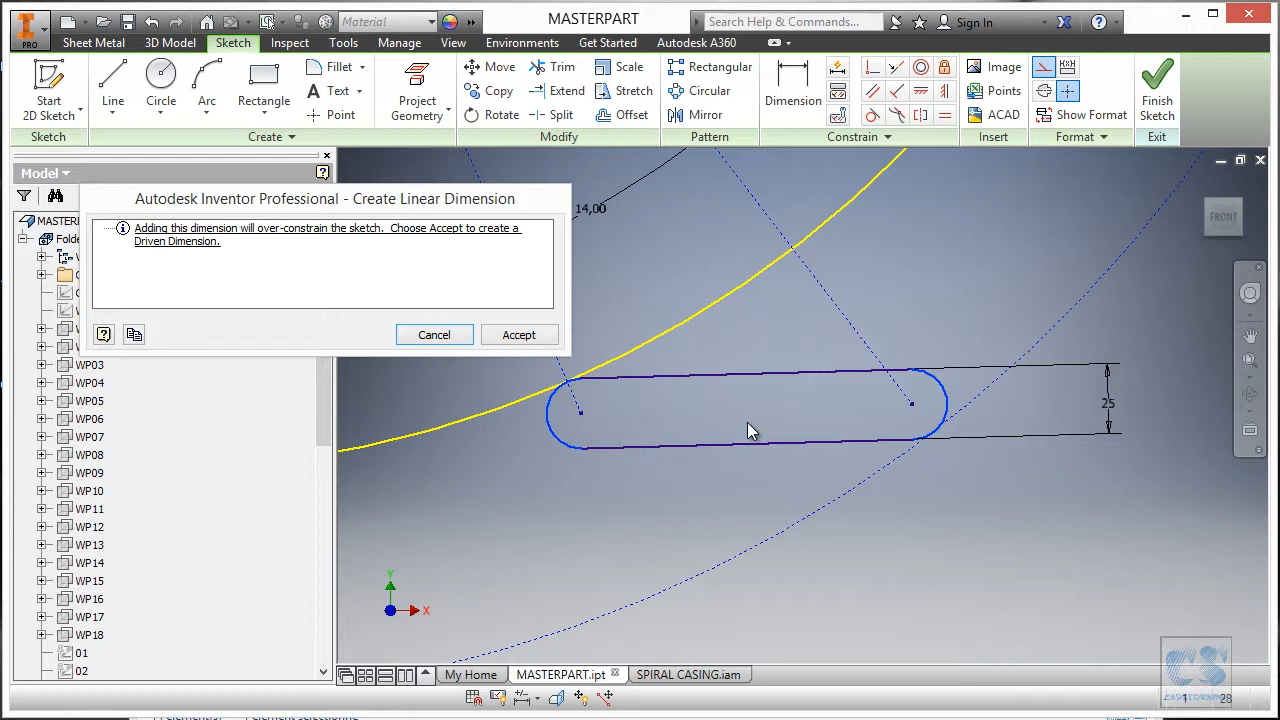 MASTERPART
Material
Search Help & Commands...
Sign In
PRO
Sheet Metal
3D Model
Sketch
Inspect
Tools
Manage
View
Environments
Get Started
Autodesk A360
Start
2D Sketch
Line
Circle
Arc
Rectangle
Fillet
Text
Point
Project
Geometry
Move
Trim
Scale
Copy
Extend
Stretch
Rotate
Split
Offset
Rectangular
Circular
Mirror
Dimension
Image
Points
ACAD
Show Format
Finish
Sketch
Sketch
Create
Modify
Pattern
Constrain
Insert
Format
Exit
Model
MASTERI
Folde
WP03
WP04
WP05
WP06
WP07
WP08
WP09
WP10
WP11
WP12
WP13
WP14
WP15
WP16
WP17
WP18
01
02
Autodesk Inventor Professional - Create Linear Dimension
Adding this dimension will over-constrain the sketch. Choose Accept to create a
Driven Dimension.
Cancel
Accept
14,00
FRONT
25
Y
X
My Home
MASTERPART.ipt
SPIRAL CASING.iam
CS
1
28